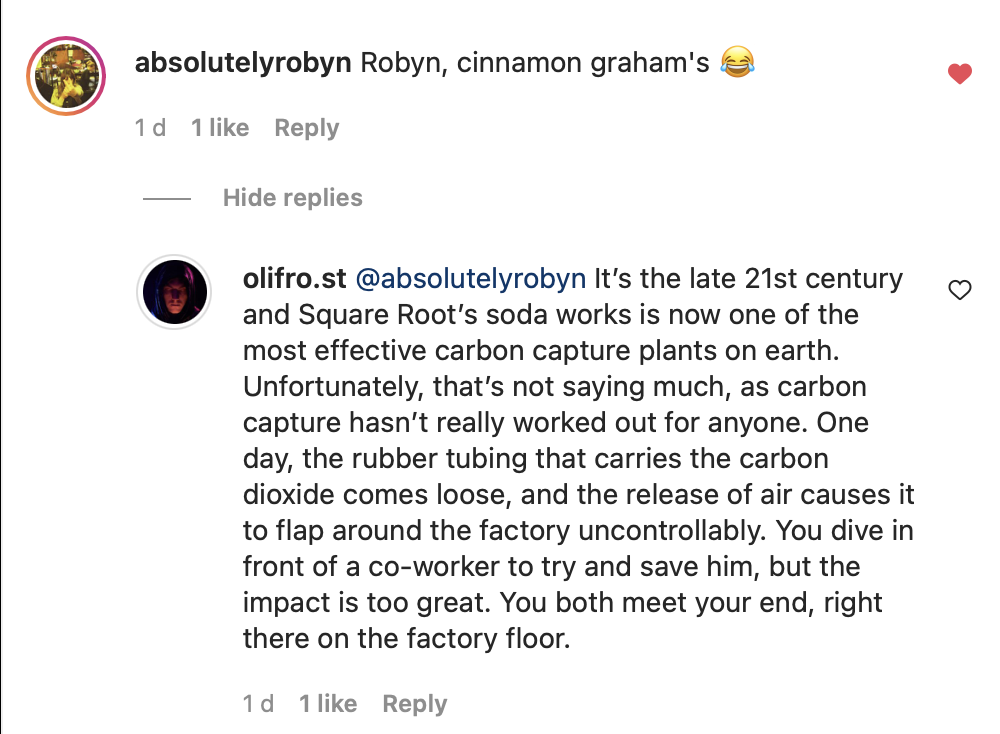 absolutelyrobyn Robyn, cinnamon graham's 😂
1 d 1 like Reply
Hide replies
olifro.st @absolutelyrobyn It’s the late 21st century
and Square Root’s soda works is now one of the
most effective carbon capture plants on earth.
Unfortunately, that’s not saying much, as carbon
capture hasn’t really worked out for anyone. One
day, the rubber tubing that carries the carbon
dioxide comes loose, and the release of air causes it
to flap around the factory uncontrollably. You dive in
front of a co-worker to try and save him, but the
impact is too great. You both meet your end, right
there on the factory floor.
1 d 1 like Reply